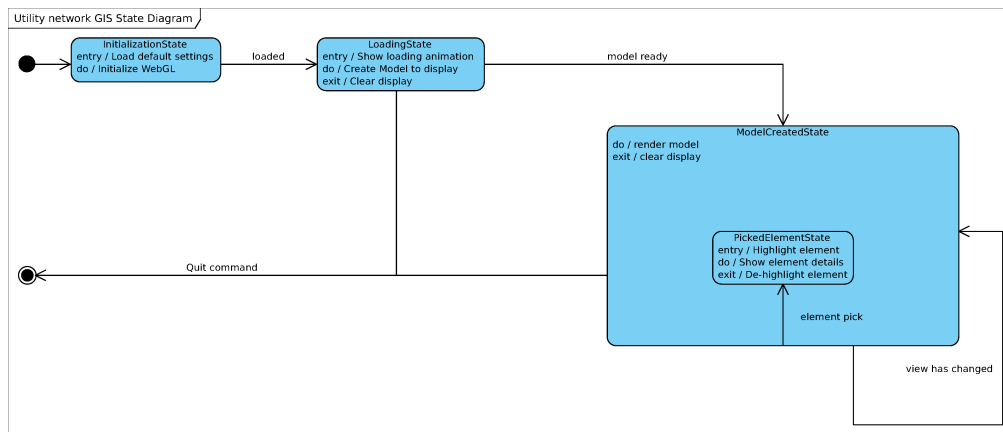 Utility network GIS State Diagram
InitializationState
entry / Load default settings
do / Initialize WebGL
loaded
LoadingState
entry / Show loading animation
do / Create Model to display
exit / Clear display
model ready
ModelCreatedState
do / render model
exit / clear display
PickedElementState
entry / Highlight element
do / Show element details
exit / De-highlight element
Quit command
element pick
view has changed